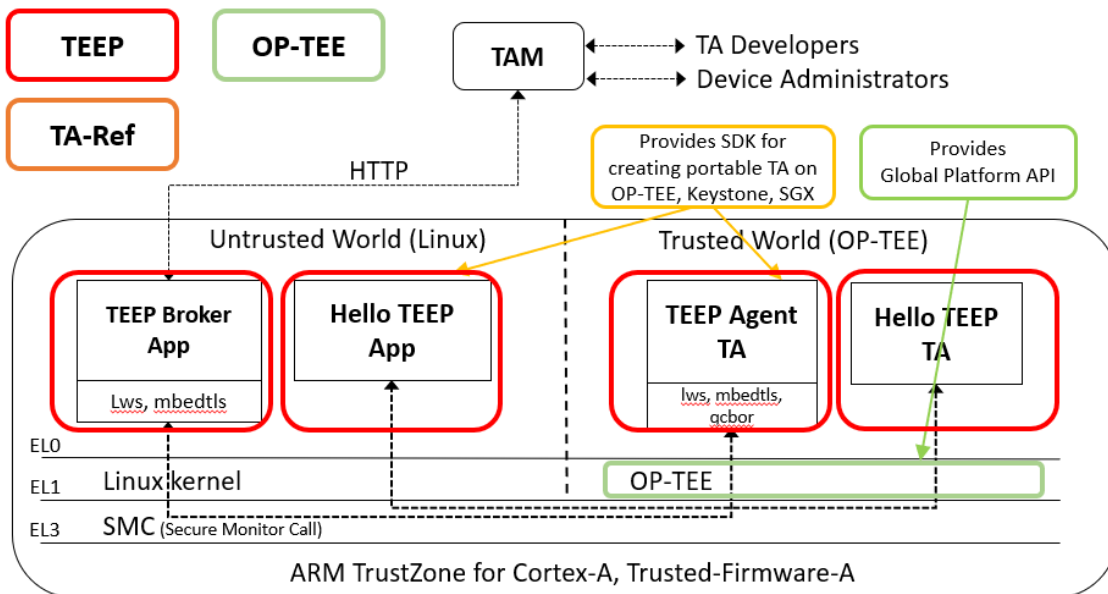 TEEP
OP-TEE
TA-Ref
TAM
TA Developers
Device Administrators
HTTP
Provides SDK for
creating portable TA on
OP-TEE, Keystone, SGX
Provides
Global Platform API
Untrusted World (Linux)
Trusted World (OP-TEE)
TEEP Broker
App
Lws, mbedtls
Hello TEEP
App
TEEP Agent
TA
lws, mbedtls,
qcbor
Hello TEEP
TA
EL0
EL1
Linux kernel
OP-TEE
EL3
SMC (Secure Monitor Call)
ARM TrustZone for Cortex-A, Trusted-Firmware-A